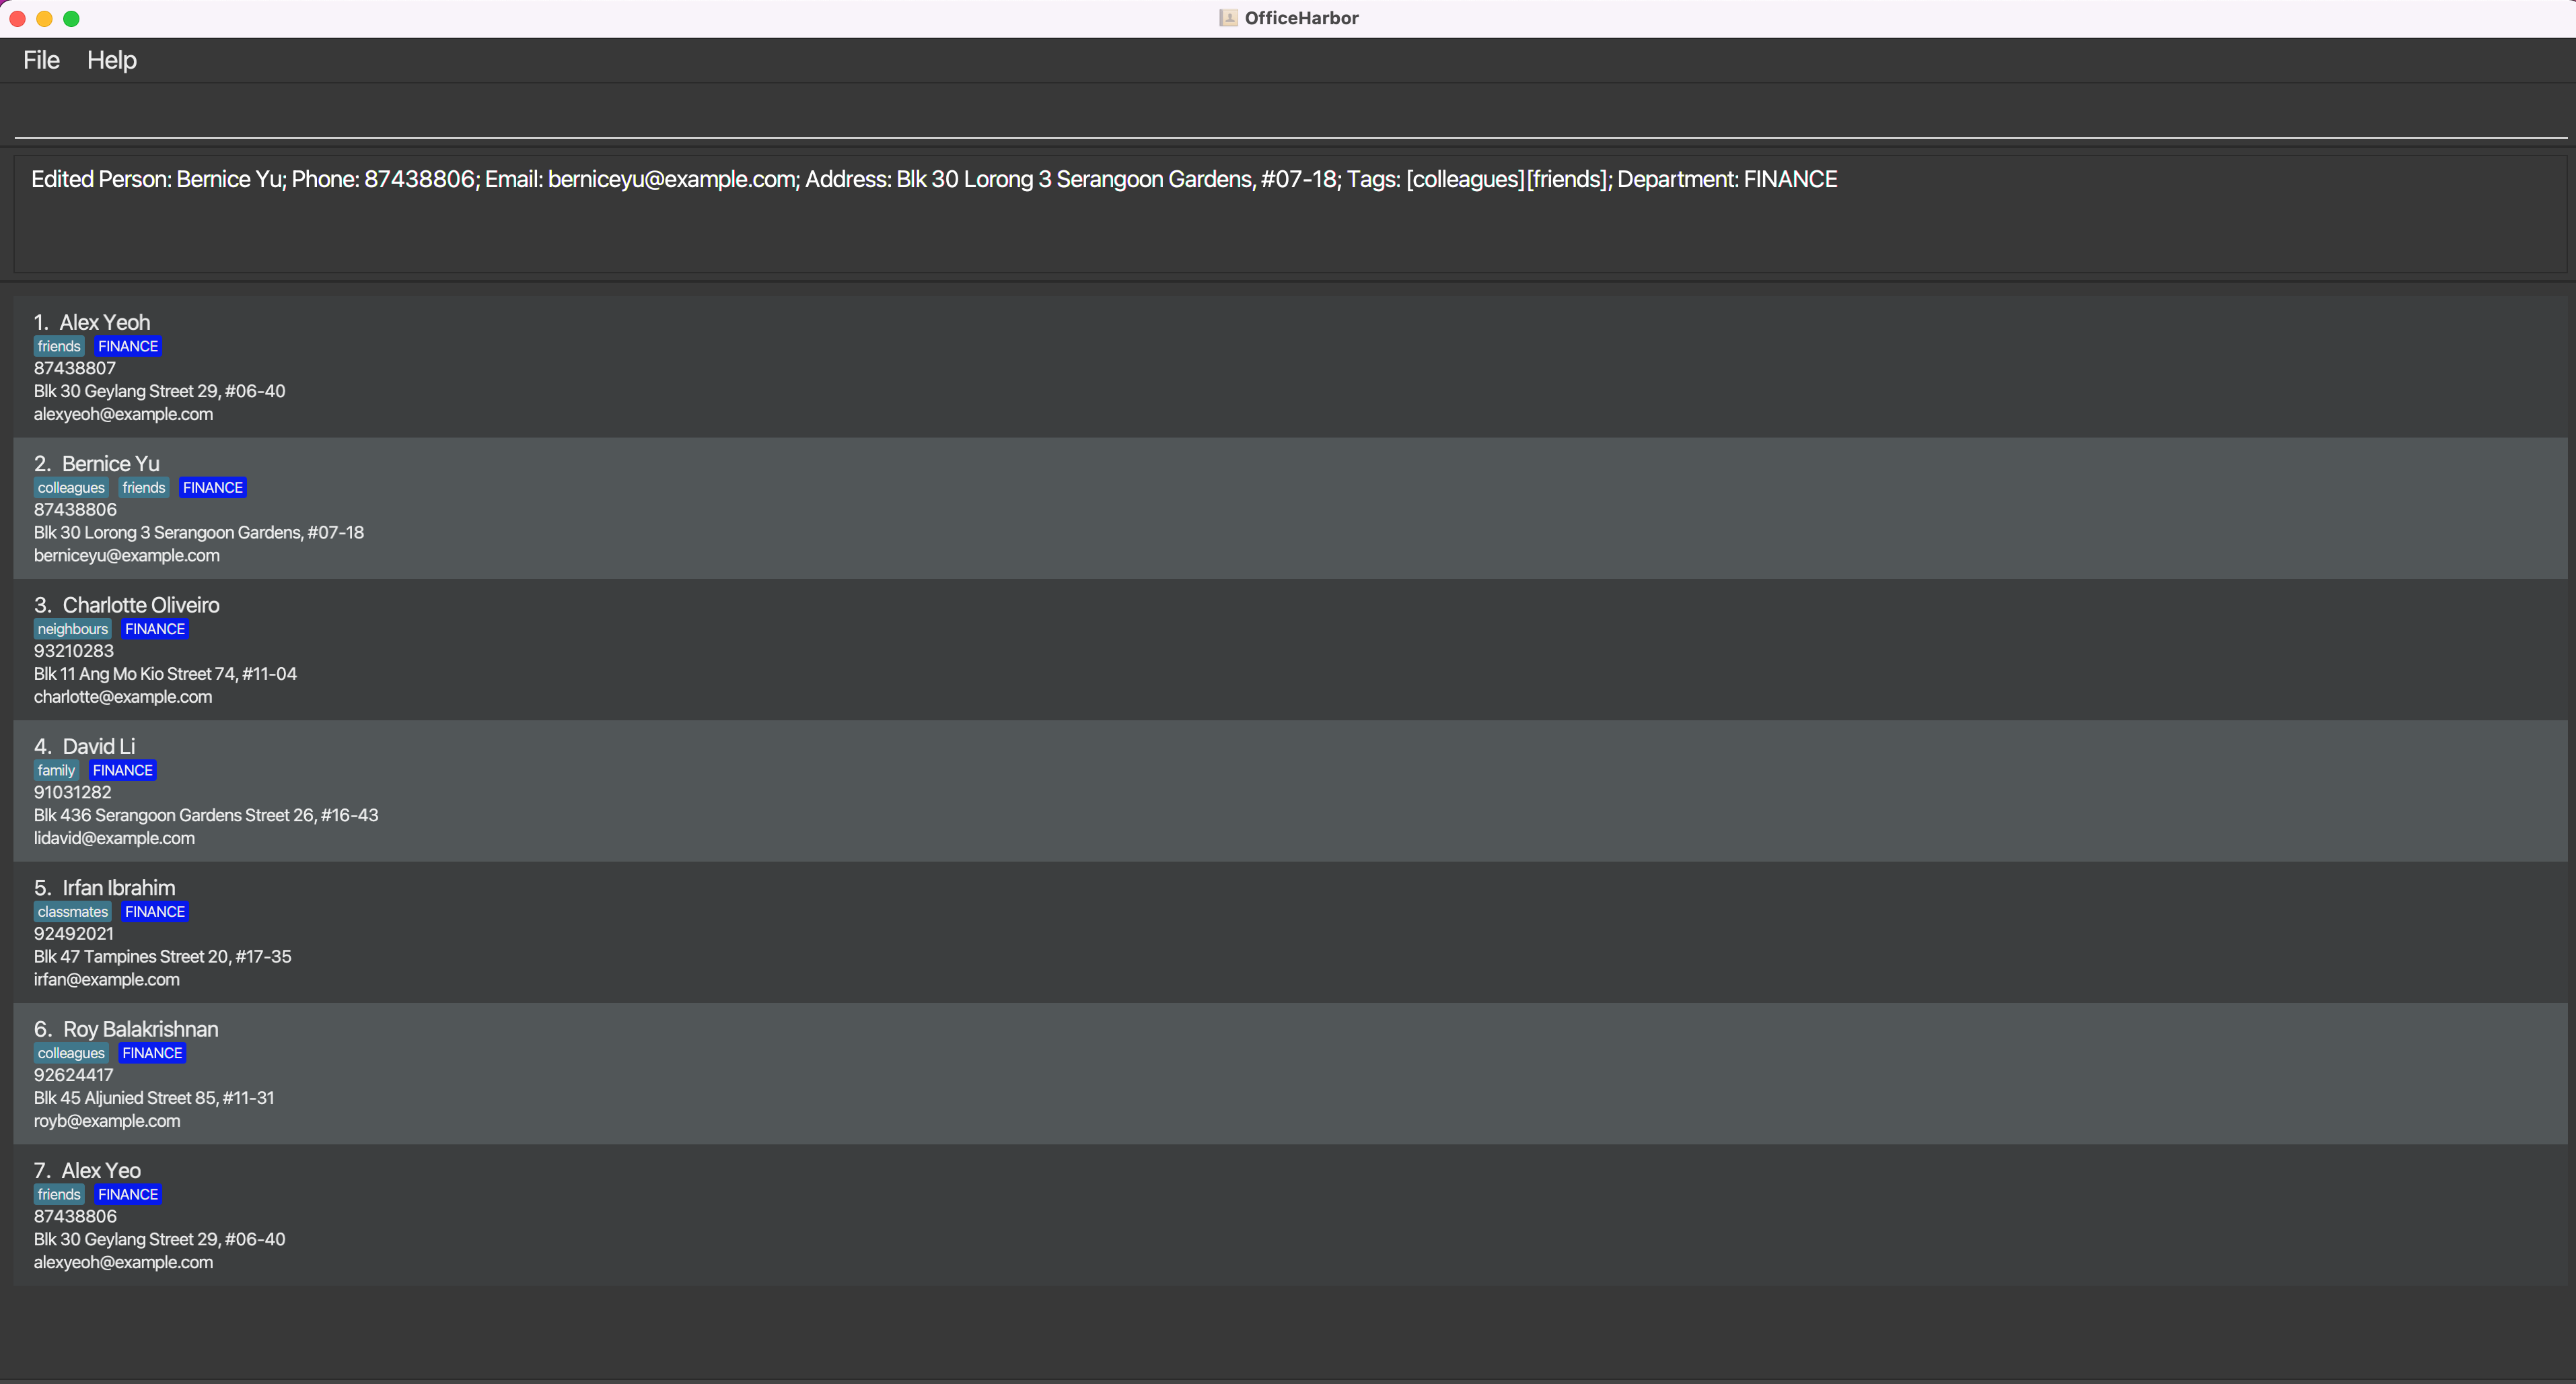 OfficeHarbor
File Help
Edited Person: Bernice Yu; Phone: 87438806; Email: berniceyu@example.com; Address: Blk 30 Lorong 3 Serangoon Gardens, #07-18; Tags: [colleagues][friends]; Department: FINANCE
1. Alex Yeoh
friends FINANCE
87438807
Blk 30 Geylang Street 29, #06-40
alexyeoh@example.com
2. Bernice Yu
colleagues friends FINANCE
87438806
Blk 30 Lorong 3 Serangoon Gardens, #07-18
berniceyu@example.com
3. Charlotte Oliveiro
neighbours FINANCE
93210283
Blk 11 Ang Mo Kio Street 74, #11-04
charlotte@example.com
4. David Li
family FINANCE
91031282
Blk 436 Serangoon Gardens Street 26, #16-43
lidavid@example.com
5. Irfan Ibrahim
classmates FINANCE
92492021
Blk 47 Tampines Street 20, #17-35
irfan@example.com
6. Roy Balakrishnan
colleagues FINANCE
92624417
Blk 45 Aljunied Street 85, #11-31
royb@example.com
7. Alex Yeo
friends FINANCE
87438806
Blk 30 Geylang Street 29, #06-40
alexyeoh@example.com